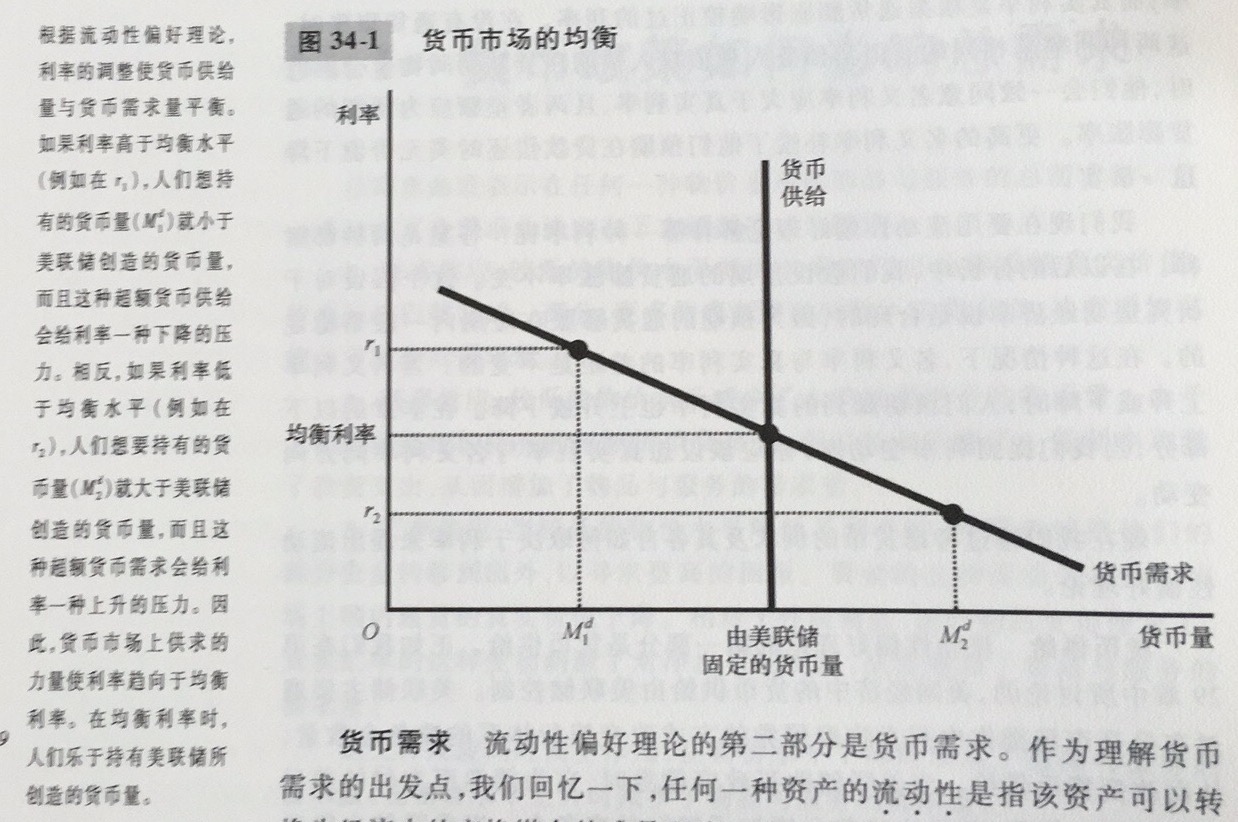 根据流动性偏好理论,
利率的调整使货币供给
量与货币需求量平衡。
如果利率高于均衡水平
(例如在 r₁),人们想持
有的货币量(M₁ᵈ)就小于
美联储创造的货币量,
而且这种超额货币供给
会给利率一种下降的压
力。相反,如果利率低
于均衡水平(例如在
r₂),人们想要持有的货
币量(M₂ᵈ)就大于美联储
创造的货币量,而且这
种超额货币需求会给利
率一种上升的压力。因
此,货币市场上供求的
力量使利率趋向于均衡
利率。在均衡利率时,
人们乐于持有美联储所
创造的货币量。
图 34-1 货币市场的均衡
利率
货币
供给
r₁
均衡利率
r₂
货币需求
O
M₁ᵈ
由美联储
固定的货币量
M₂ᵈ
货币量
9
货币需求 流动性偏好理论的第二部分是货币需求。作为理解货币
需求的出发点,我们回忆一下,任何一种资产的流动性是指该资产可以转